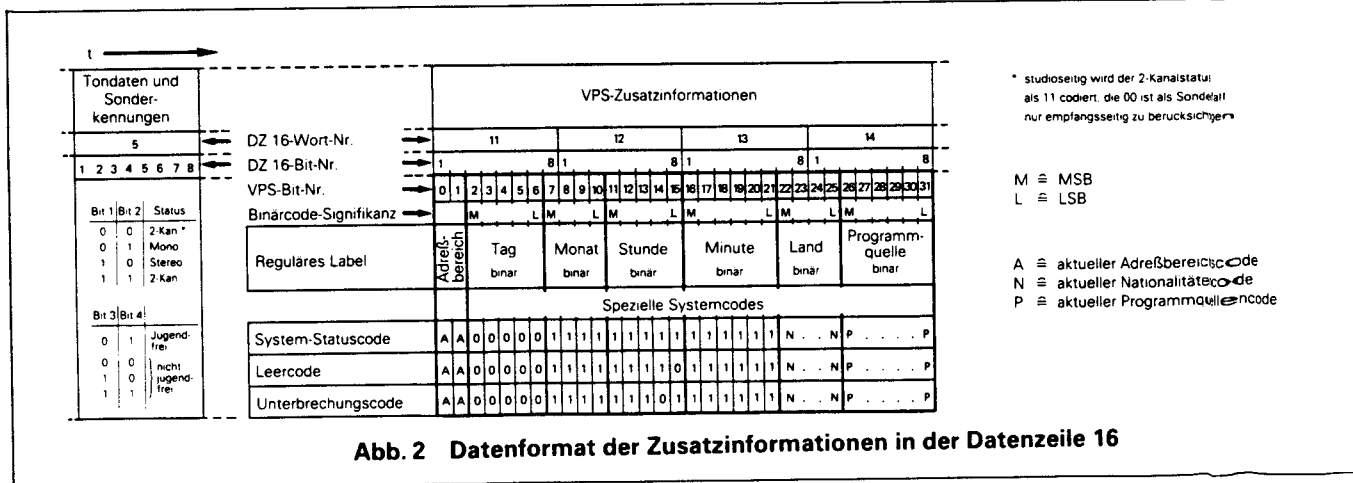 t
Tondaten und
Sonder-
kennungen
5
1 2 3 4 5 6 7 8
Bit 1 Bit 2 Status
0 0 2-Kan *
0 1 Mono
1 0 Stereo
1 1 2-Kan
Bit 3 Bit 4
0 1 Jugend-
frei
0 0
1 0
1 1
nicht
jugend-
frei
VPS-Zusatzinformationen
DZ 16-Wort-Nr. 11 12 13 14
DZ 16-Bit-Nr. 1 8 1 8 1 8 1 8
VPS-Bit-Nr. 0 1 2 3 4 5 6 7 8 9 10 11 12 13 14 15 16 17 18 19 20 21 22 23 24 25 26 27 28 29 30 31
Binärcode-Signifikanz M L M L M L M L M L M L
Reguläres Label
Adreß-
bereich
Tag
binär
Monat
binär
Stunde
binär
Minute
binär
Land
binär
Programm-
quelle
binär
Spezielle Systemcodes
System-Statuscode A A 0 0 0 0 0 1 1 1 1 1 1 1 1 1 1 1 1 1 1 1 N . . N P . . . . P
Leercode A A 0 0 0 0 0 1 1 1 1 1 1 1 1 0 1 1 1 1 1 1 N . . N P . . . . P
Unterbrechungscode A A 0 0 0 0 0 1 1 1 1 1 1 1 0 1 1 1 1 1 1 1 N . . N P . . . . P
* studioseitig wird der 2-Kanalstatus
als 11 codiert, die 00 ist als Sonderfall
nur empfangsseitig zu berücksichtigen
M ≙ MSB
L ≙ LSB
A ≙ aktueller Adreßbereichscode
N ≙ aktueller Nationalitätecode
P ≙ aktueller Programmquellencode
Abb. 2 Datenformat der Zusatzinformationen in der Datenzeile 16